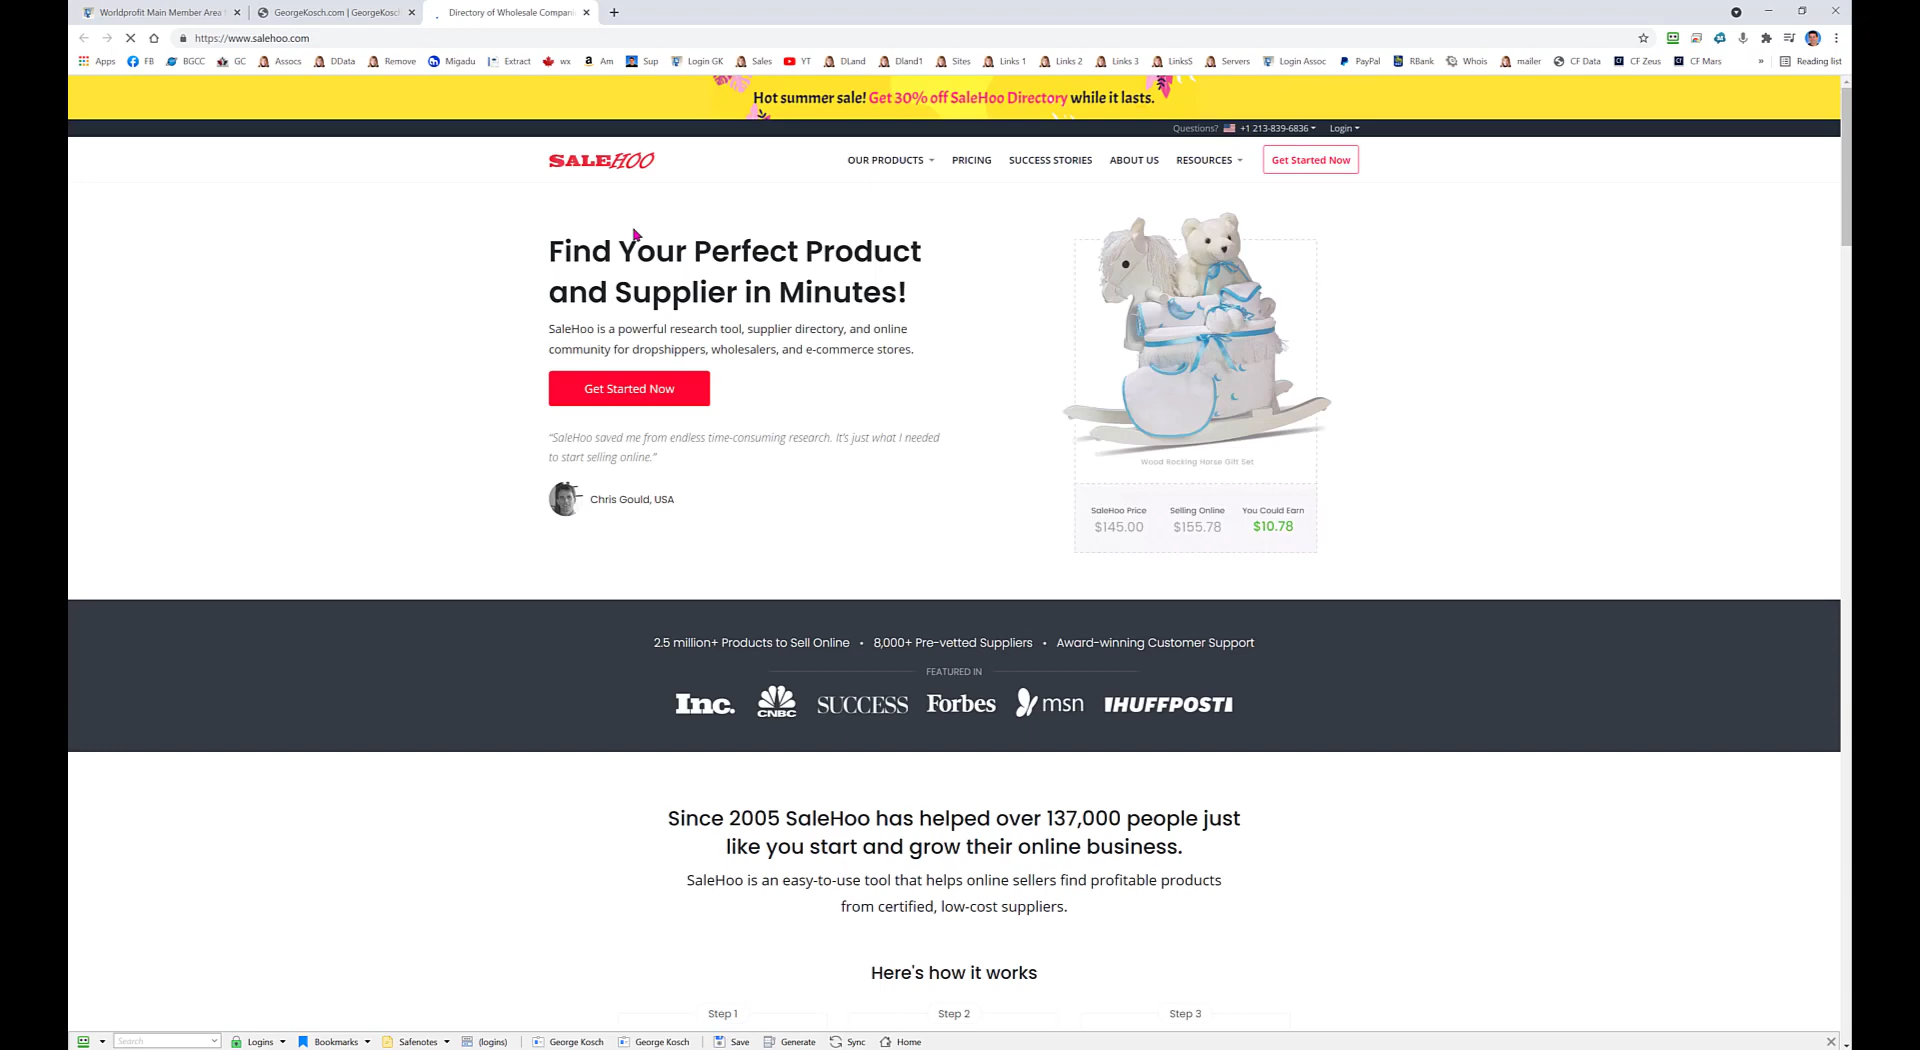 Worldprofit Main Member Area
GeorgeKosch.com | GeorgeKosc
Directory of Wholesale Compani
https://www.salehoo.com
Apps FB BGCC GC Assocs DData Remove Migadu Extract wx Am Sup Login GK Sales YT DLand DLand1 Sites Links 1 Links 2 Links 3 LinksS Servers Login Assoc PayPal RBank Whois mailer CF Data CF Zeus CF Mars » Reading list
Hot summer sale! Get 30% off SaleHoo Directory while it lasts.
Questions? +1 213-839-6836 Login
SALEHOO OUR PRODUCTS PRICING SUCCESS STORIES ABOUT US RESOURCES Get Started Now
Find Your Perfect Product
and Supplier in Minutes!
SaleHoo is a powerful research tool, supplier directory, and online
community for dropshippers, wholesalers, and e-commerce stores.
Get Started Now
“SaleHoo saved me from endless time-consuming research. It's just what I needed
to start selling online.”
Chris Gould, USA
Wood Rocking Horse Gift Set
SaleHoo Price Selling Online You Could Earn
$145.00 $155.78 $10.78
2.5 million+ Products to Sell Online • 8,000+ Pre-vetted Suppliers • Award-winning Customer Support
FEATURED IN
Inc. CNBC SUCCESS Forbes msn HUFFPOST
Since 2005 SaleHoo has helped over 137,000 people just
like you start and grow their online business.
SaleHoo is an easy-to-use tool that helps online sellers find profitable products
from certified, low-cost suppliers.
Here's how it works
Step 1 Step 2 Step 3
Search Logins Bookmarks Safenotes (logins) George Kosch George Kosch Save Generate Sync Home